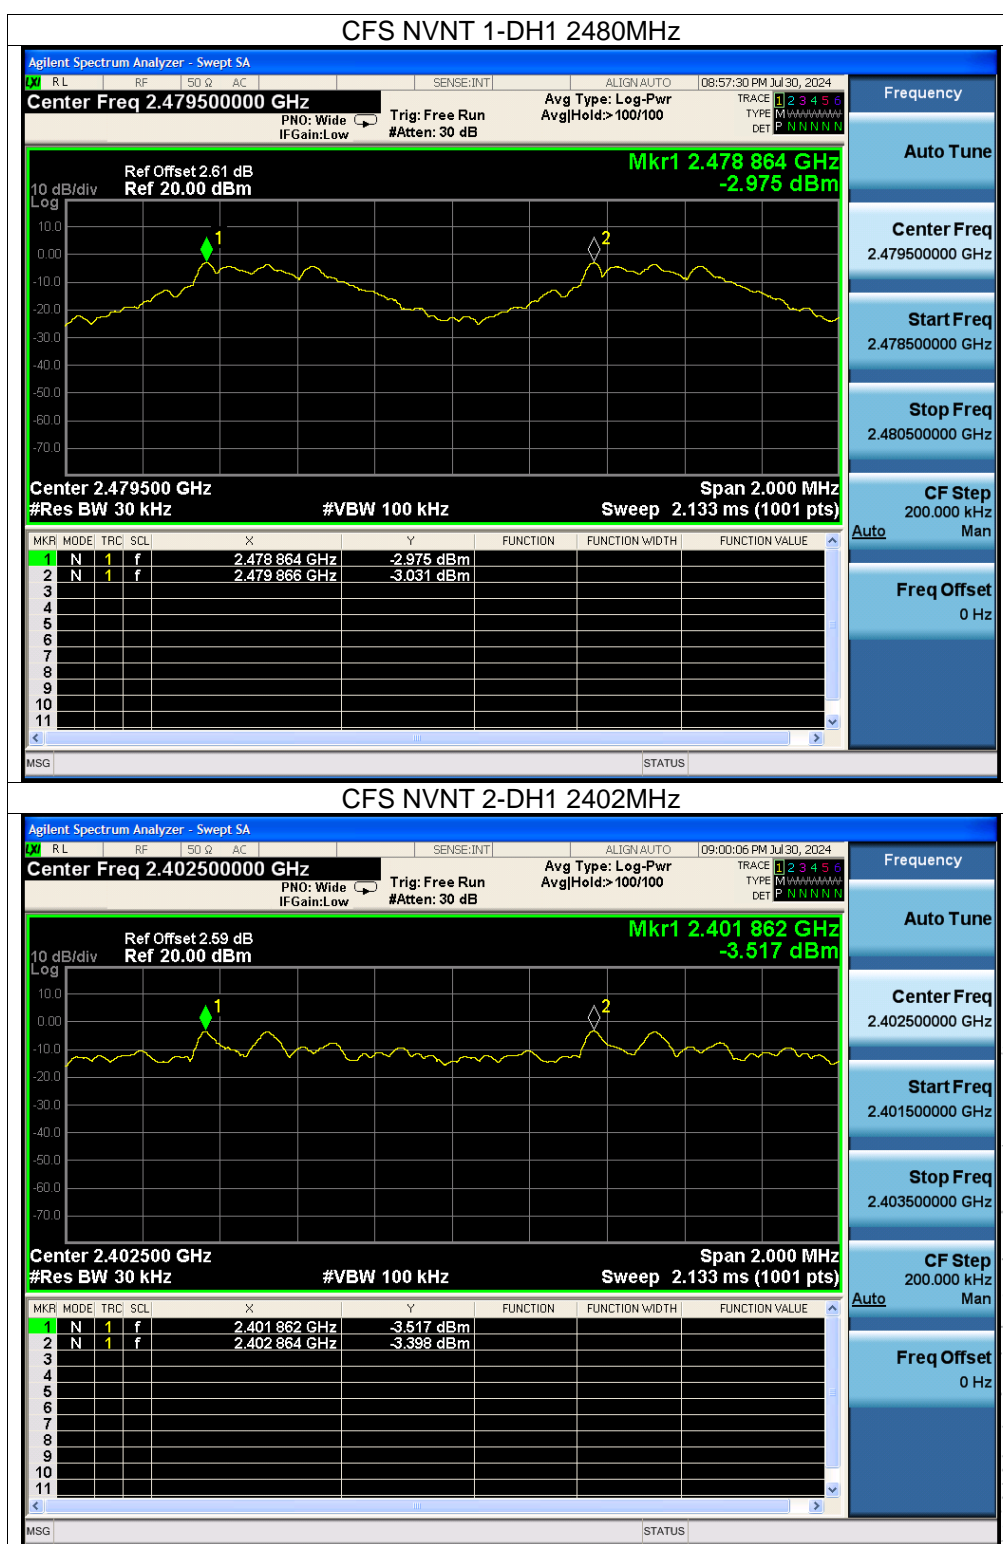 CFS NVNT 1-DH1 2480MHz
Agilent Spectrum Analyzer - Swept SA
LXI RL RF 50 Ω AC SENSE:INT ALIGN AUTO 08:57:30 PM Jul 30, 2024
Center Freq 2.479500000 GHz
PNO: Wide
IFGain:Low
Trig: Free Run
#Atten: 30 dB
Avg Type: Log-Pwr
Avg|Hold:>100/100
TRACE 1 2 3 4 5 6
TYPE M W W W W W
DET P N N N N N
Mkr1 2.478 864 GHz
-2.975 dBm
Ref Offset 2.61 dB
10 dB/div Ref 20.00 dBm
Log
10.0
0.00
-10.0
-20.0
-30.0
-40.0
-50.0
-60.0
-70.0
1
2
Center 2.479500 GHz Span 2.000 MHz
#Res BW 30 kHz #VBW 100 kHz Sweep 2.133 ms (1001 pts)
MKR MODE TRC SCL X Y FUNCTION FUNCTION WIDTH FUNCTION VALUE
1 N 1 f 2.478 864 GHz -2.975 dBm
2 N 1 f 2.479 866 GHz -3.031 dBm
3
4
5
6
7
8
9
10
11
MSG STATUS
Frequency
Auto Tune
Center Freq
2.479500000 GHz
Start Freq
2.478500000 GHz
Stop Freq
2.480500000 GHz
CF Step
200.000 kHz
Auto Man
Freq Offset
0 Hz
CFS NVNT 2-DH1 2402MHz
Agilent Spectrum Analyzer - Swept SA
LXI RL RF 50 Ω AC SENSE:INT ALIGN AUTO 09:00:06 PM Jul 30, 2024
Center Freq 2.402500000 GHz
PNO: Wide
IFGain:Low
Trig: Free Run
#Atten: 30 dB
Avg Type: Log-Pwr
Avg|Hold:>100/100
TRACE 1 2 3 4 5 6
TYPE M W W W W W
DET P N N N N N
Mkr1 2.401 862 GHz
-3.517 dBm
Ref Offset 2.59 dB
10 dB/div Ref 20.00 dBm
Log
10.0
0.00
-10.0
-20.0
-30.0
-40.0
-50.0
-60.0
-70.0
1
2
Center 2.402500 GHz Span 2.000 MHz
#Res BW 30 kHz #VBW 100 kHz Sweep 2.133 ms (1001 pts)
MKR MODE TRC SCL X Y FUNCTION FUNCTION WIDTH FUNCTION VALUE
1 N 1 f 2.401 862 GHz -3.517 dBm
2 N 1 f 2.402 864 GHz -3.398 dBm
3
4
5
6
7
8
9
10
11
MSG STATUS
Frequency
Auto Tune
Center Freq
2.402500000 GHz
Start Freq
2.401500000 GHz
Stop Freq
2.403500000 GHz
CF Step
200.000 kHz
Auto Man
Freq Offset
0 Hz